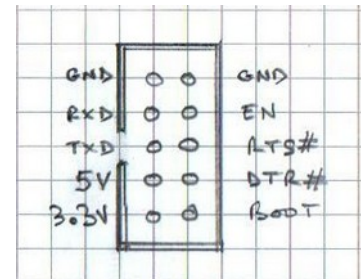 GND GND
RXD EN
TXD RTS#
5V DTR#
3.3V BOOT